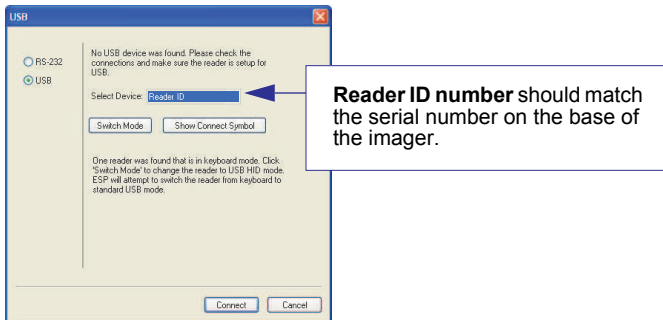 USB
RS-232
USB
No USB device was found. Please check the
connections and make sure the reader is setup for
USB.
Select Device: Reader ID
Switch Mode Show Connect Symbol
One reader was found that is in keyboard mode. Click
'Switch Mode' to change the reader to USB HID mode.
ESP will attempt to switch the reader from keyboard to
standard USB mode.
Connect Cancel
Reader ID number should match
the serial number on the base of
the imager.